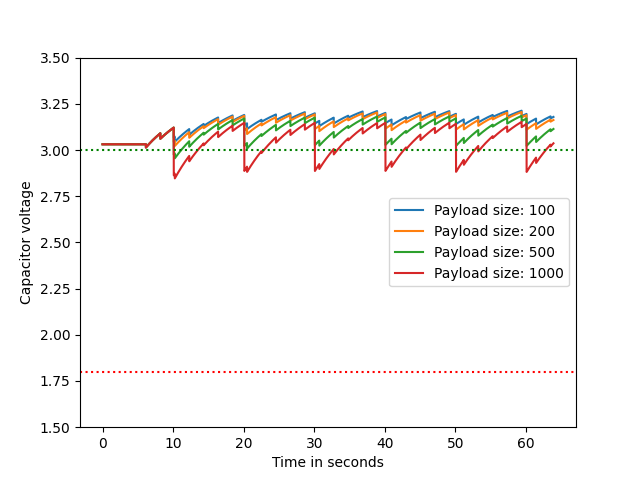 3.50
3.25
3.00
2.75
2.50
2.25
2.00
1.75
1.50
Capacitor voltage
Payload size: 100
Payload size: 200
Payload size: 500
Payload size: 1000
0 10 20 30 40 50 60
Time in seconds